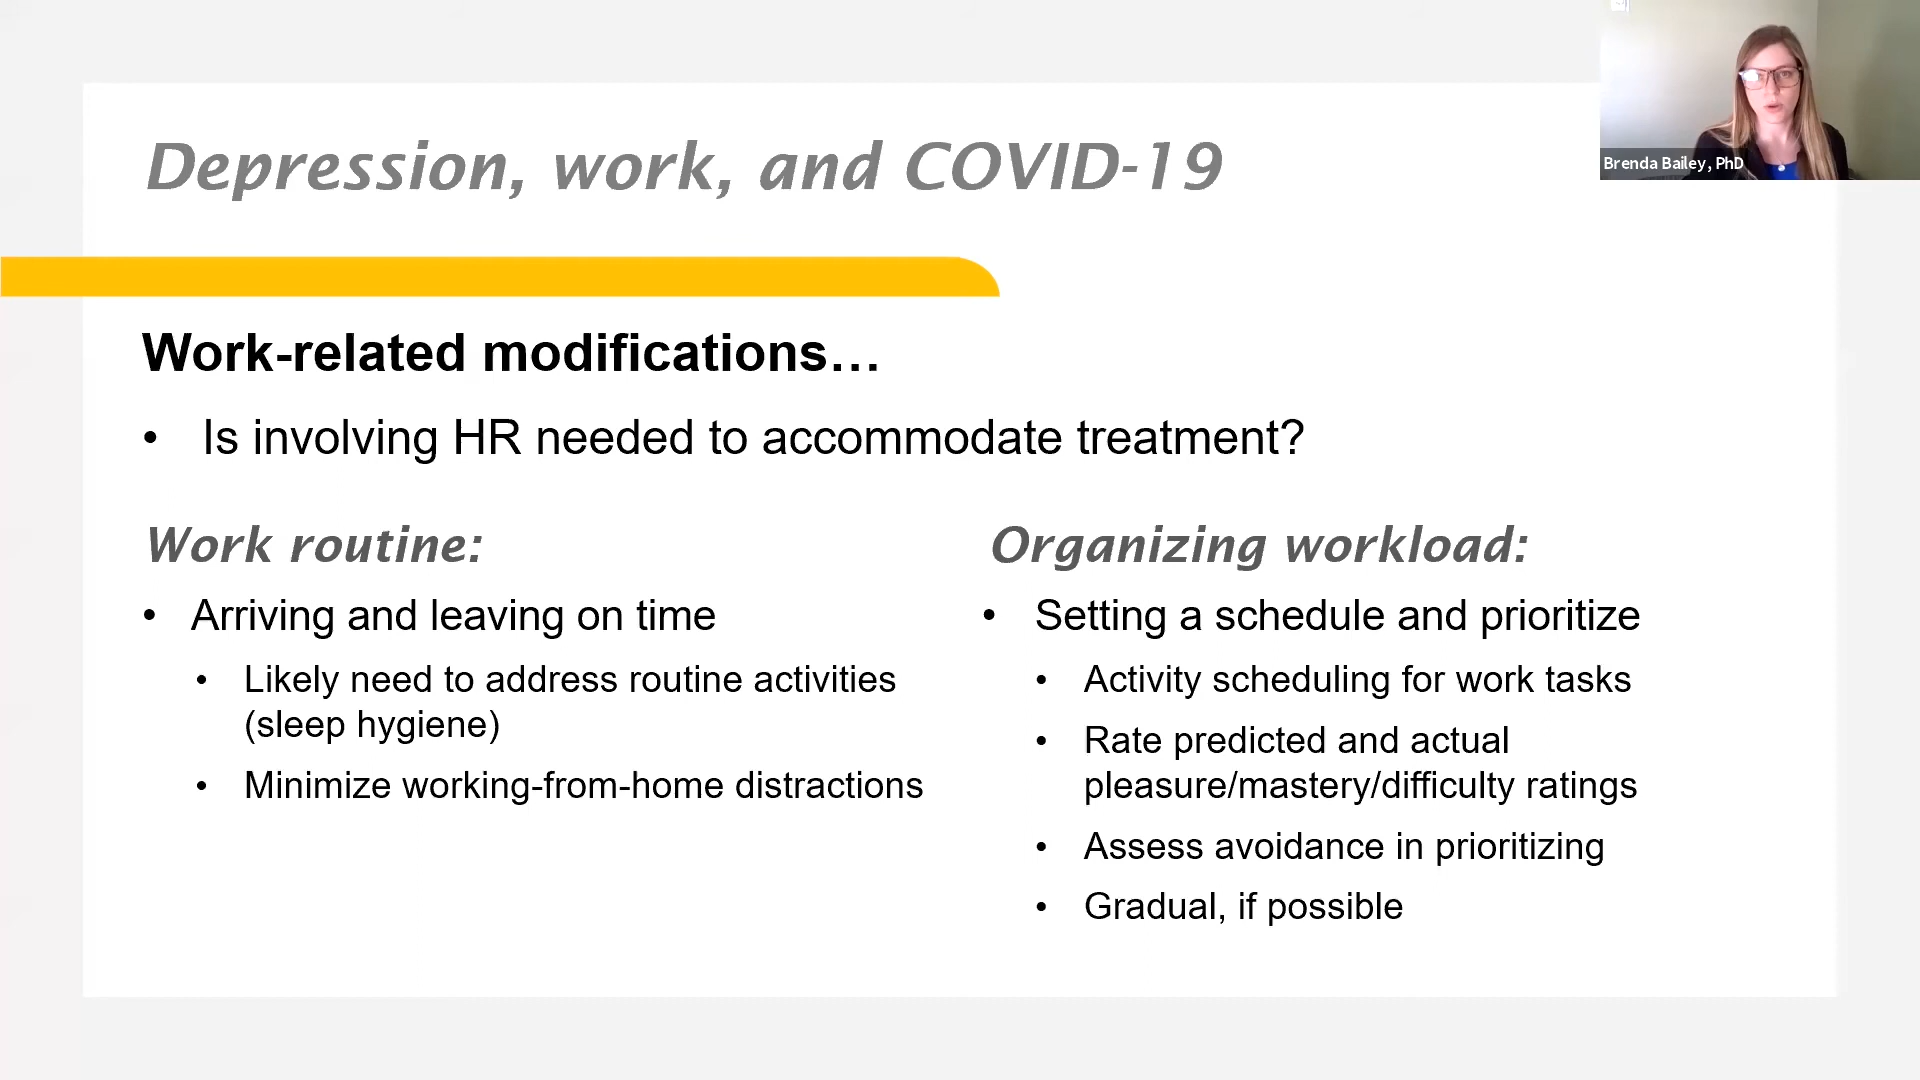 Depression, work, and COVID-19
Brenda Bailey, PhD
Work-related modifications…
• Is involving HR needed to accommodate treatment?
Work routine:
• Arriving and leaving on time
• Likely need to address routine activities
(sleep hygiene)
• Minimize working-from-home distractions
Organizing workload:
• Setting a schedule and prioritize
• Activity scheduling for work tasks
• Rate predicted and actual
pleasure/mastery/difficulty ratings
• Assess avoidance in prioritizing
• Gradual, if possible